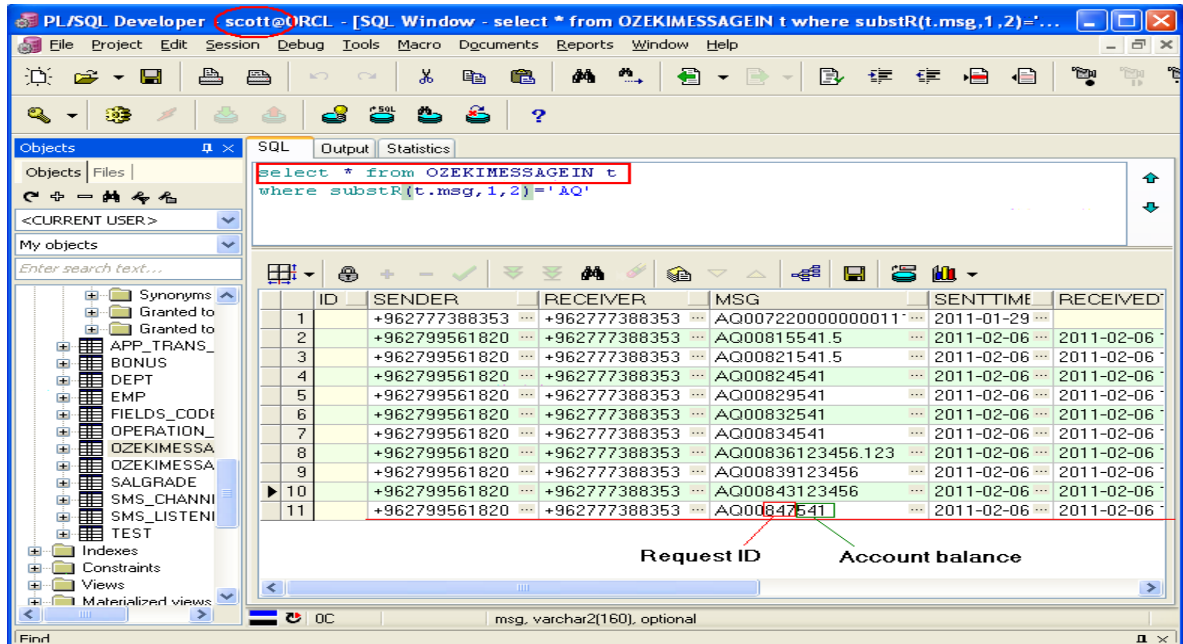 PL/SQL Developer - scott@ORCL - [SQL Window - select * from OZEKIMESSAGEIN t where substR(t.msg,1,2)='...
File Project Edit Session Debug Tools Macro Documents Reports Window Help
SQL
?
Objects
SQL Output Statistics
Objects Files
select * from OZEKIMESSAGEIN t
where substR(t.msg,1,2)='AQ'
<CURRENT USER>
My objects
Enter search text...
Synonyms
Granted to
Granted to
APP_TRANS_
BONUS
DEPT
EMP
FIELDS_CODE
OPERATION_
OZEKIMESSA
OZEKIMESSA
SALGRADE
SMS_CHANNI
SMS_LISTENI
TEST
Indexes
Constraints
Views
Materialized views
ID SENDER RECEIVER MSG SENTTIME RECEIVEDT
1 +962777388353 ... +962777388353 ... AQ0072200000000111 ... 2011-01-29 ...
2 +962799561820 ... +962777388353 ... AQ00815541.5 ... 2011-02-06 ... 2011-02-06
3 +962799561820 ... +962777388353 ... AQ00821541.5 ... 2011-02-06 ... 2011-02-06
4 +962799561820 ... +962777388353 ... AQ00824541 ... 2011-02-06 ... 2011-02-06
5 +962799561820 ... +962777388353 ... AQ00829541 ... 2011-02-06 ... 2011-02-06
6 +962799561820 ... +962777388353 ... AQ00832541 ... 2011-02-06 ... 2011-02-06
7 +962799561820 ... +962777388353 ... AQ00834541 ... 2011-02-06 ... 2011-02-06
8 +962799561820 ... +962777388353 ... AQ00836123456.123 ... 2011-02-06 ... 2011-02-06
9 +962799561820 ... +962777388353 ... AQ00839123456 ... 2011-02-06 ... 2011-02-06
10 +962799561820 ... +962777388353 ... AQ00843123456 ... 2011-02-06 ... 2011-02-06
11 +962799561820 ... +962777388353 ... AQ00847541 ... 2011-02-06 ... 2011-02-06
Request ID Account balance
0C msg, varchar2(160), optional
Find